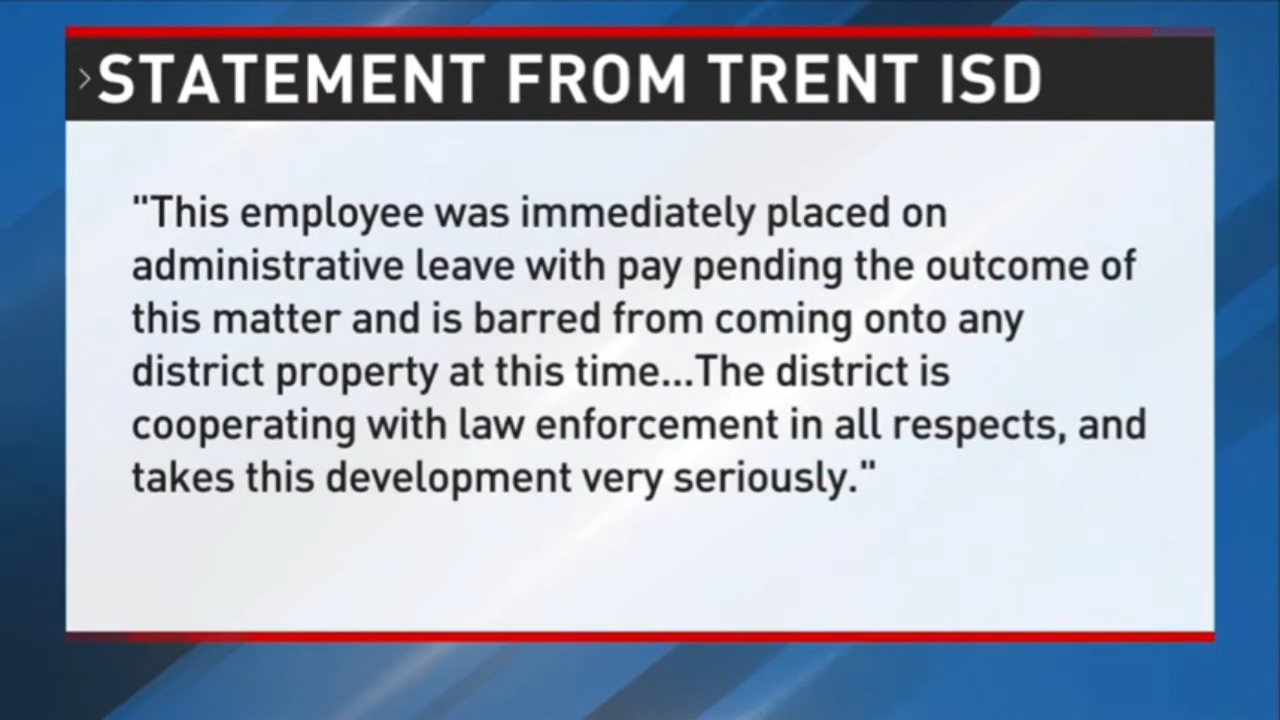 ›STATEMENT FROM TRENT ISD
"This employee was immediately placed on
administrative leave with pay pending the outcome of
this matter and is barred from coming onto any
district property at this time...The district is
cooperating with law enforcement in all respects, and
takes this development very seriously."